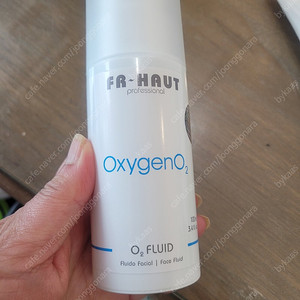 FR-HAUT
professional
OxygenO2
O2 FLUID
Fluido Facial | Face Fluid